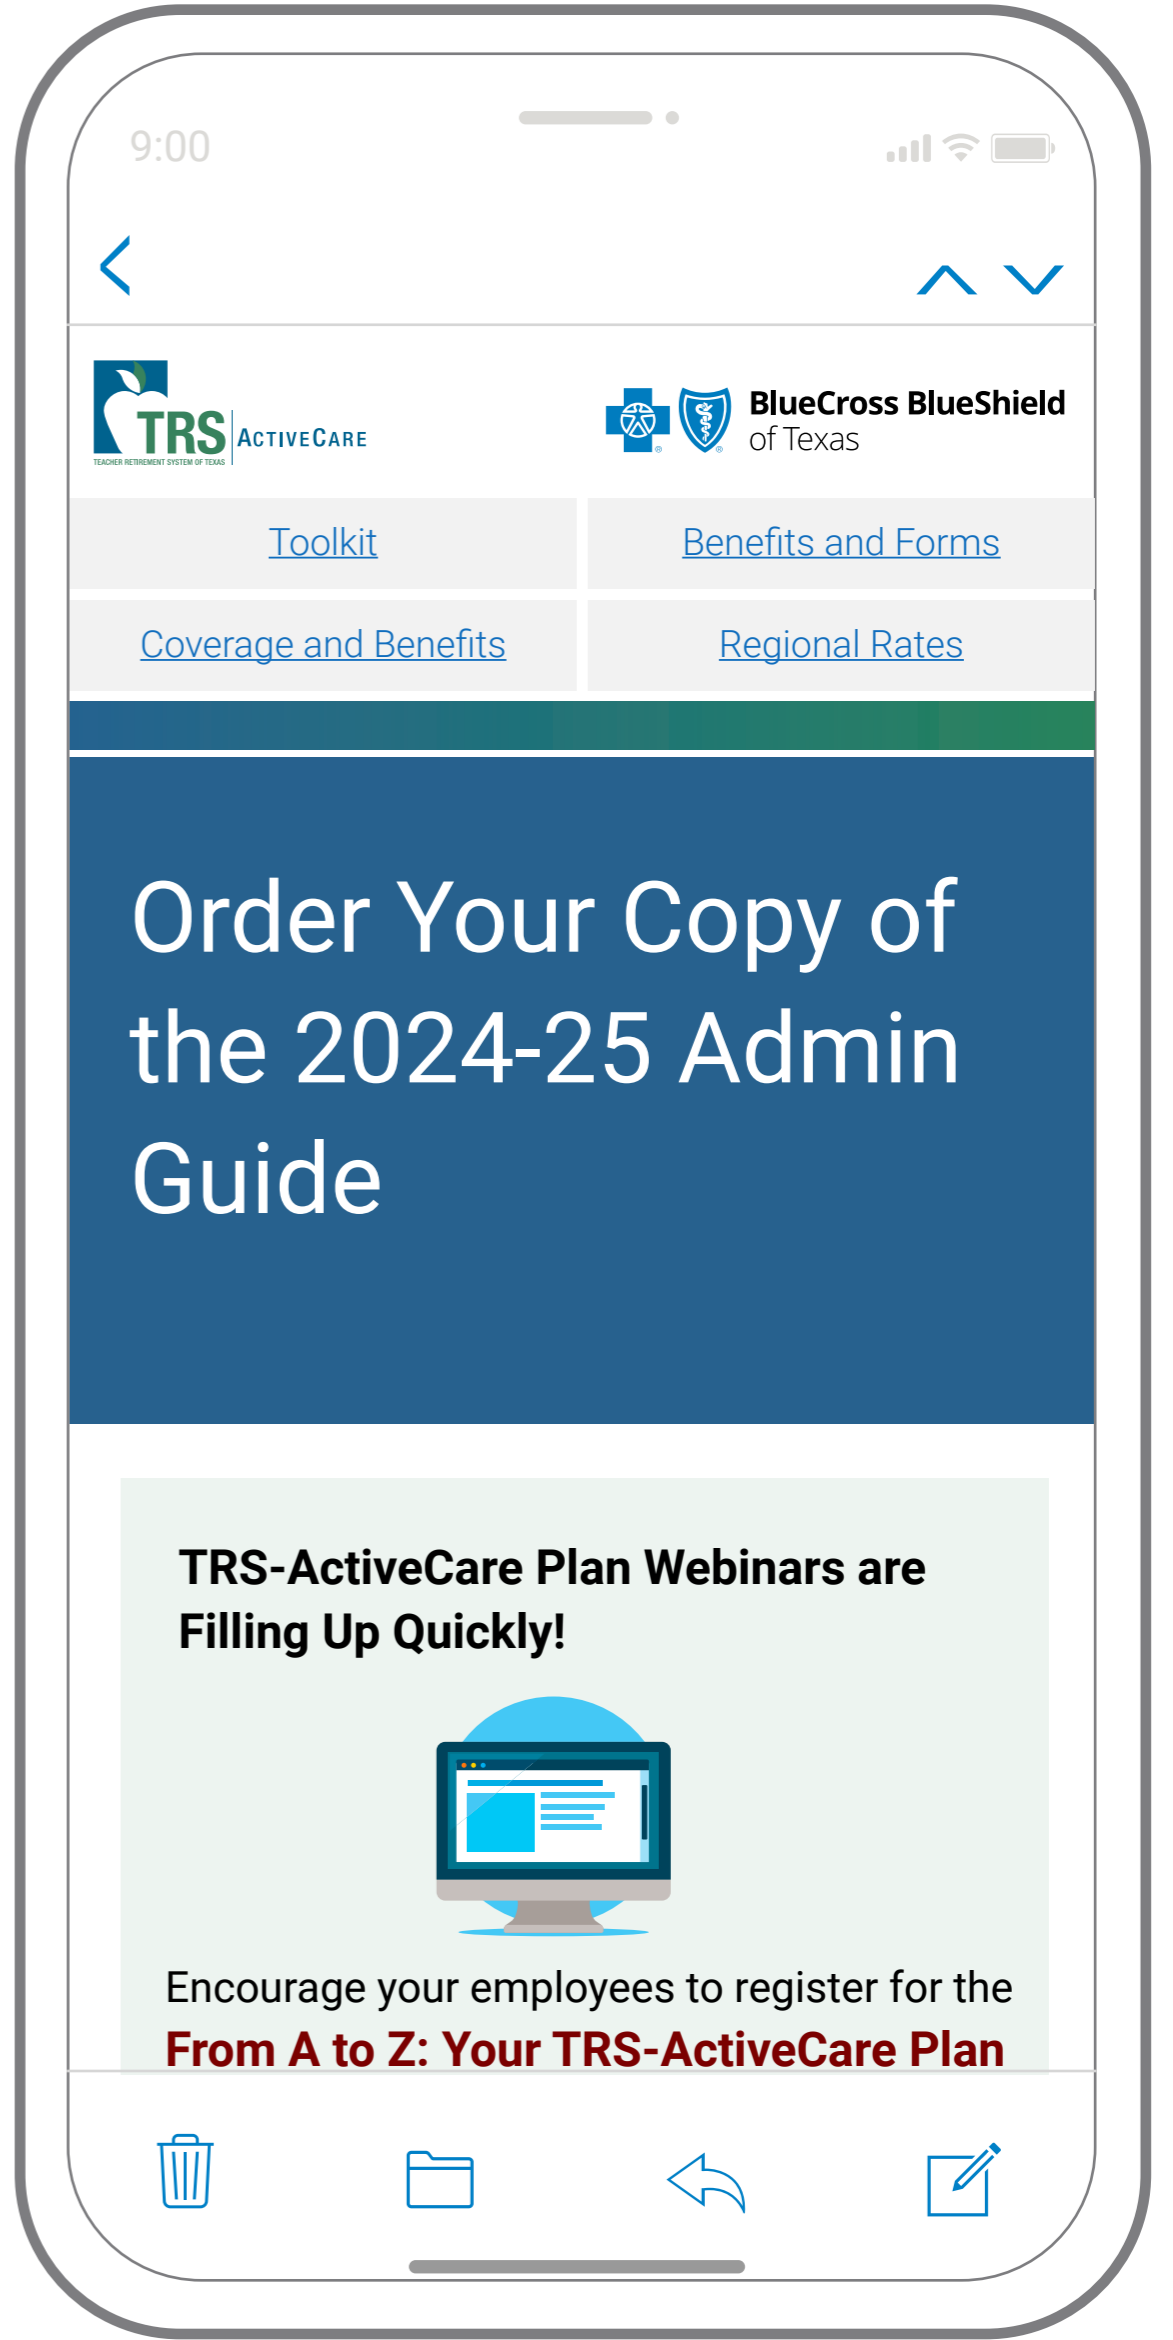 9:00
TRS
ACTIVECARE
TEACHER RETIREMENT SYSTEM OF TEXAS
BlueCross BlueShield
of Texas
Toolkit
Benefits and Forms
Coverage and Benefits
Regional Rates
Order Your Copy of
the 2024-25 Admin
Guide
TRS-ActiveCare Plan Webinars are
Filling Up Quickly!
Encourage your employees to register for the
From A to Z: Your TRS-ActiveCare Plan